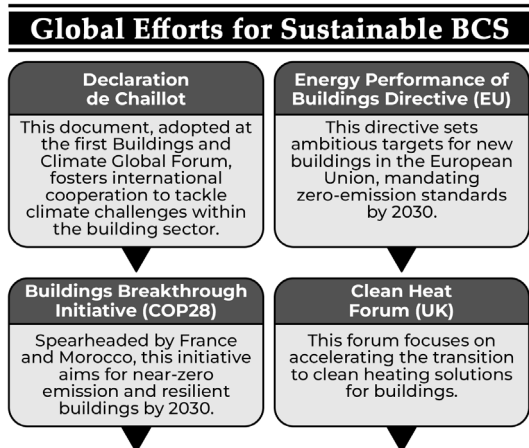 Global Efforts for Sustainable BCS
Declaration
de Chaillot
This document, adopted at
the first Buildings and
Climate Global Forum,
fosters international
cooperation to tackle
climate challenges within
the building sector.
Energy Performance of
Buildings Directive (EU)
This directive sets
ambitious targets for new
buildings in the European
Union, mandating
zero-emission standards
by 2030.
Buildings Breakthrough
Initiative (COP28)
Spearheaded by France
and Morocco, this initiative
aims for near-zero
emission and resilient
buildings by 2030.
Clean Heat
Forum (UK)
This forum focuses on
accelerating the transition
to clean heating solutions
for buildings.